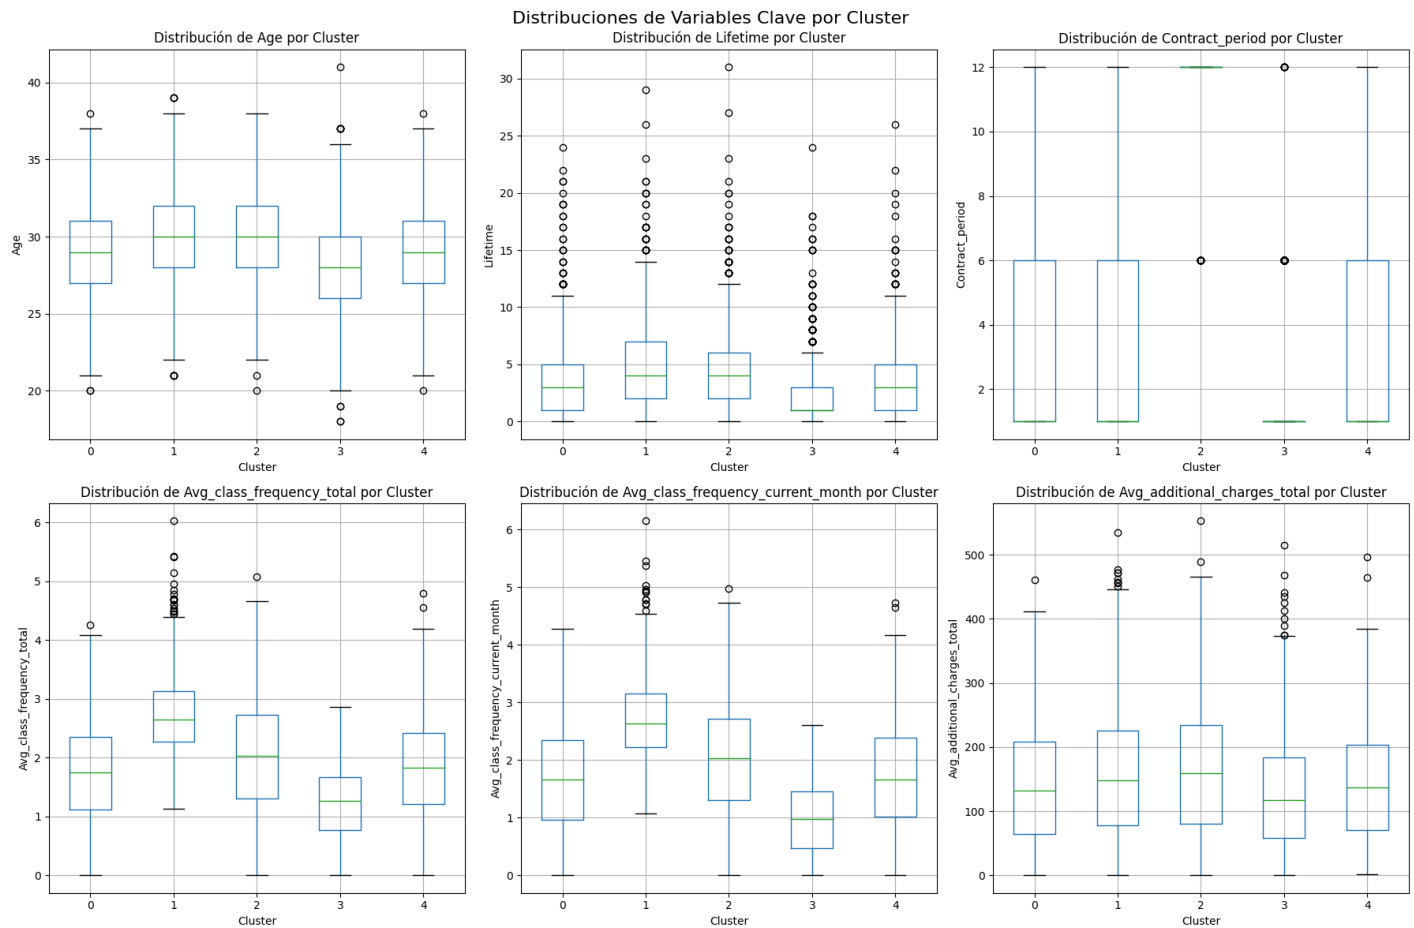 Distribuciones de Variables Clave por Cluster
Distribución de Age por Cluster
Age
40
35
30
25
20
0 1 2 3 4
Cluster
Distribución de Lifetime por Cluster
Lifetime
30
25
20
15
10
5
0
0 1 2 3 4
Cluster
Distribución de Contract_period por Cluster
Contract_period
12
10
8
6
4
2
0 1 2 3 4
Cluster
Distribución de Avg_class_frequency_total por Cluster
Avg_class_frequency_total
6
5
4
3
2
1
0
0 1 2 3 4
Cluster
Distribución de Avg_class_frequency_current_month por Cluster
Avg_class_frequency_current_month
6
5
4
3
2
1
0
0 1 2 3 4
Cluster
Distribución de Avg_additional_charges_total por Cluster
Avg_additional_charges_total
500
400
300
200
100
0
0 1 2 3 4
Cluster